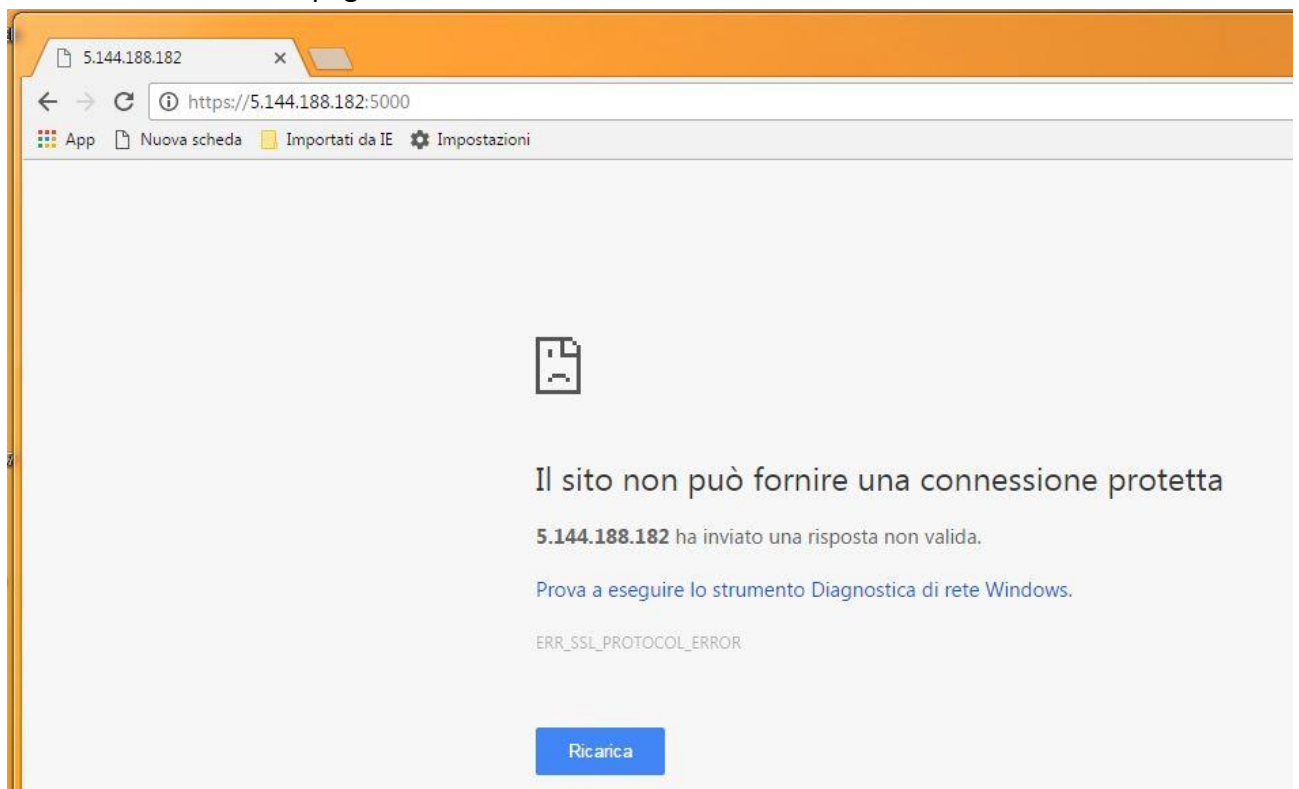 5.144.188.182
https://5.144.188.182:5000
App Nuova scheda Importati da IE Impostazioni
Il sito non può fornire una connessione protetta
5.144.188.182 ha inviato una risposta non valida.
Prova a eseguire lo strumento Diagnostica di rete Windows.
ERR_SSL_PROTOCOL_ERROR
Ricarica